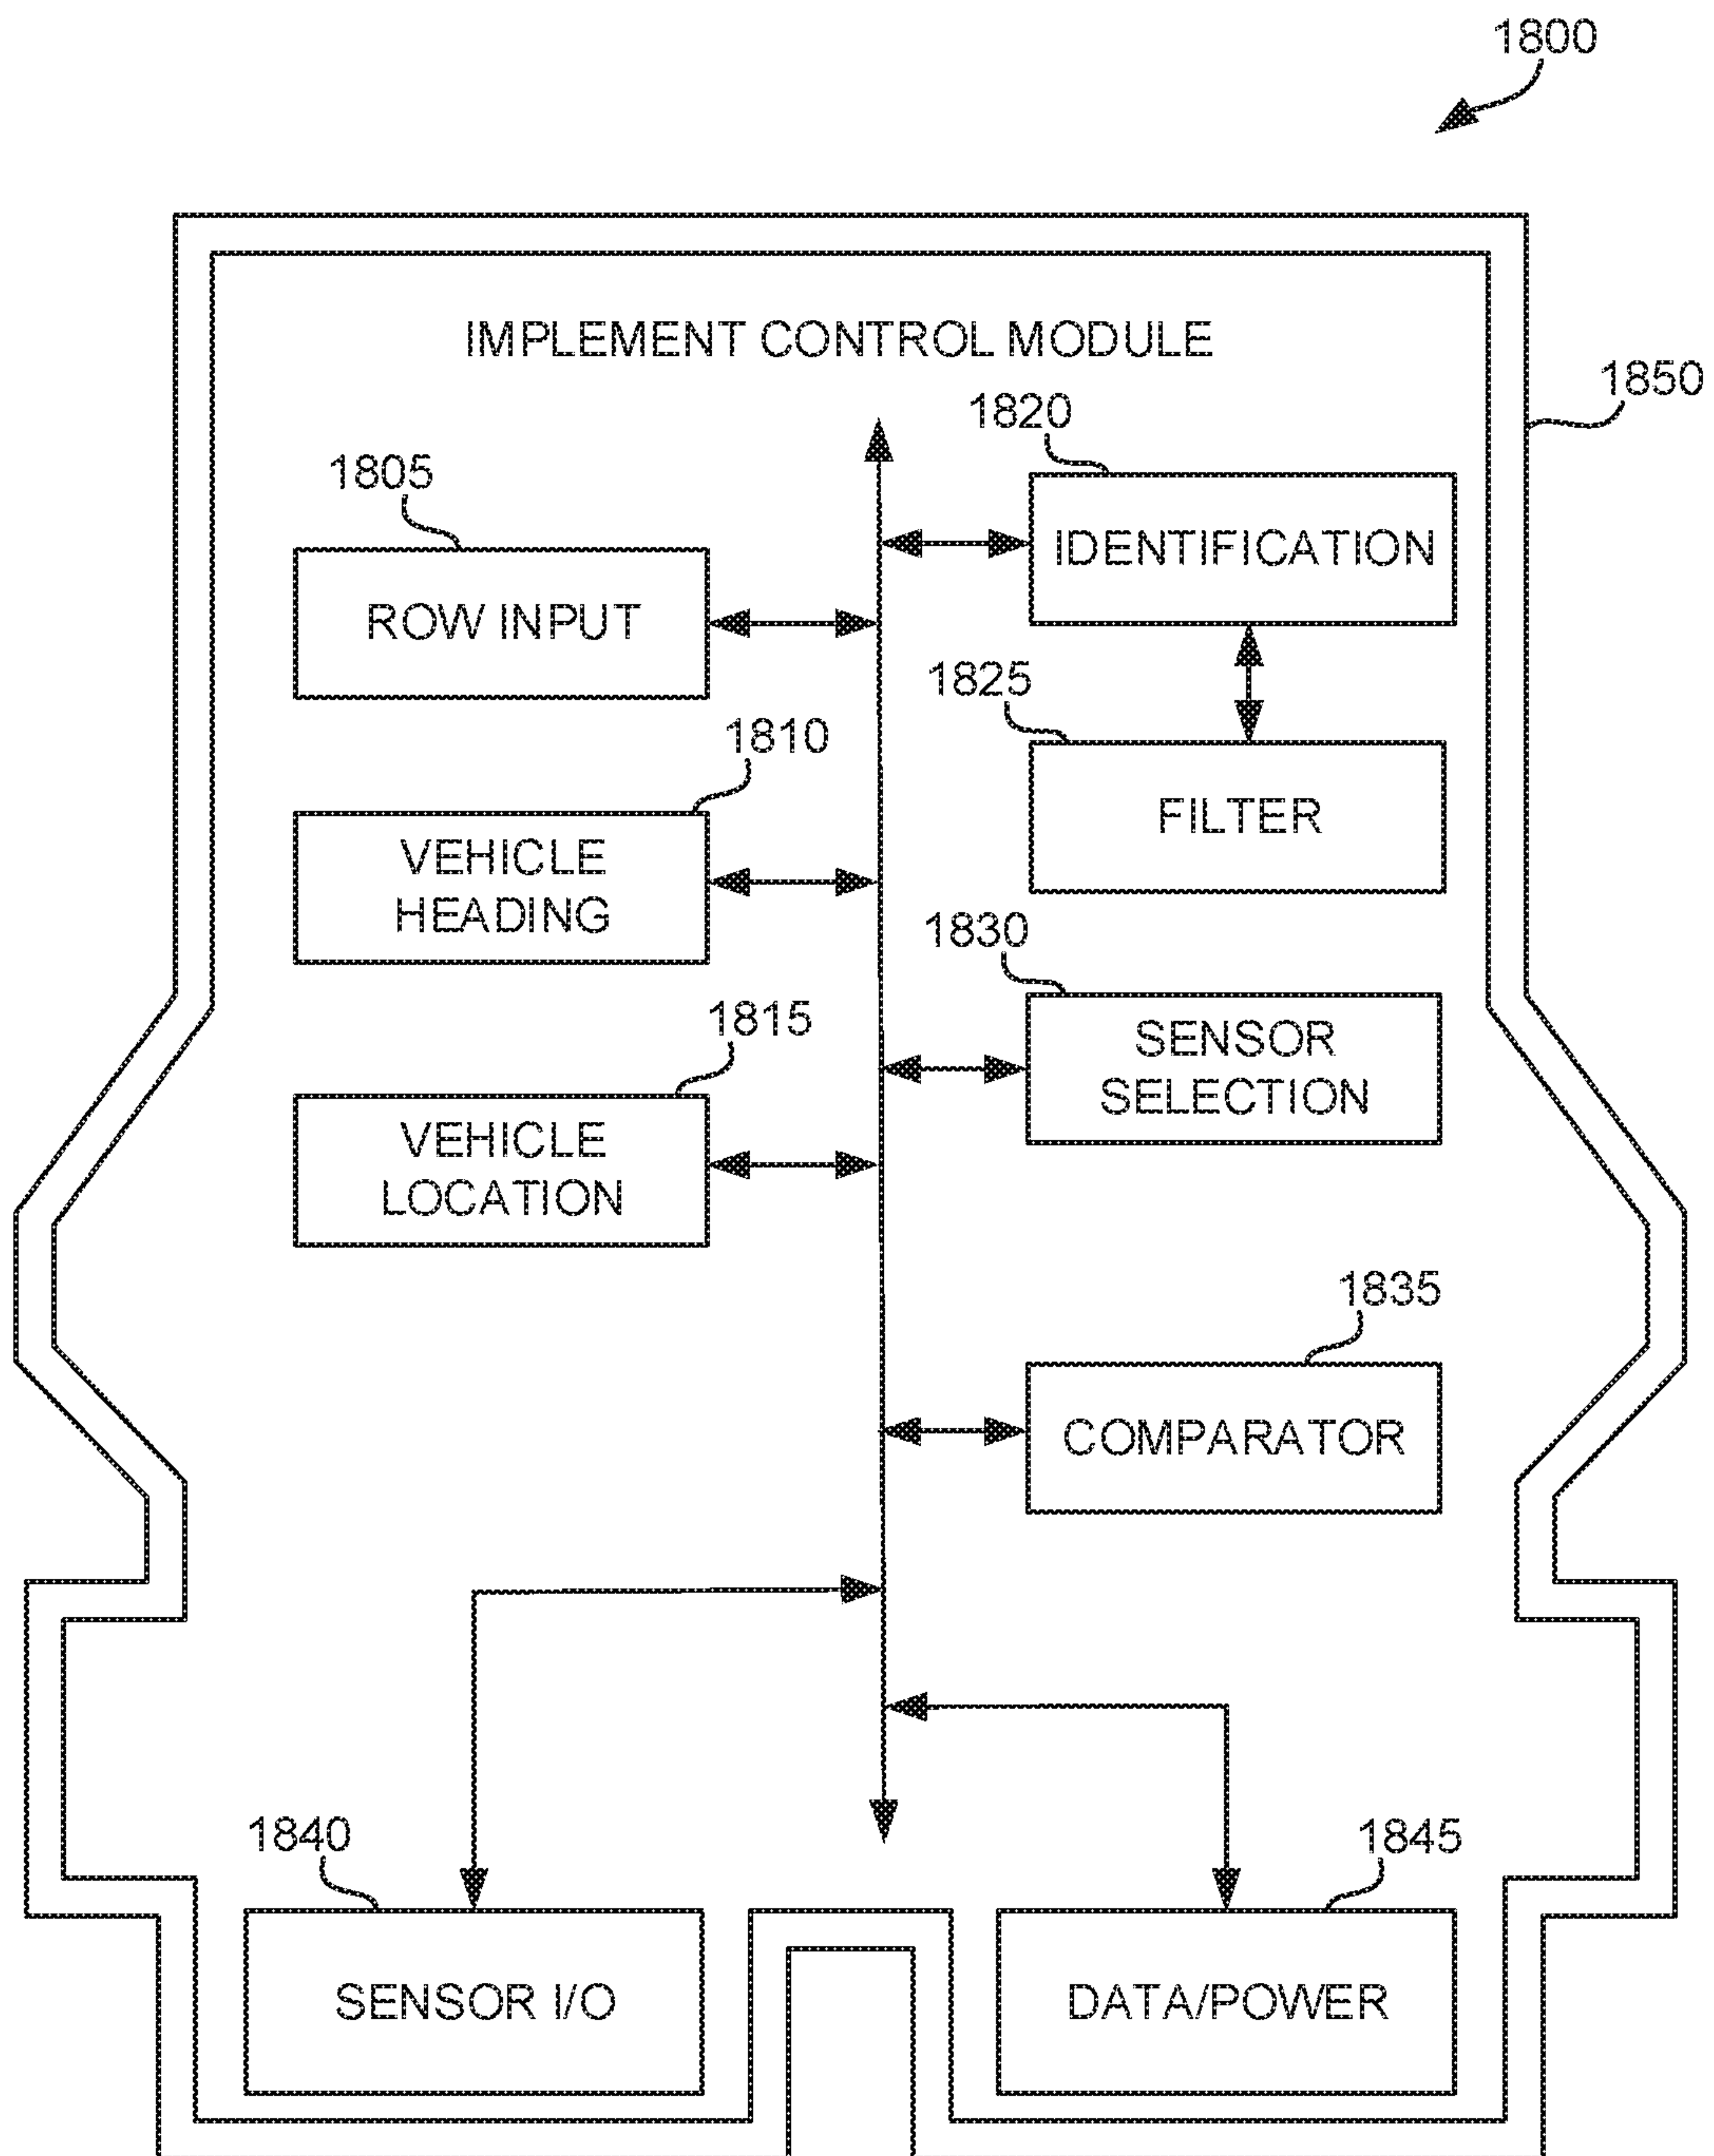 1800
IMPLEMENT CONTROL MODULE
1850
1820
1805
IDENTIFICATION
ROW INPUT
1825
1810
FILTER
VEHICLE
HEADING
1830
1815
SENSOR
SELECTION
VEHICLE
LOCATION
1835
COMPARATOR
1840
1845
SENSOR I/O
DATA/POWER